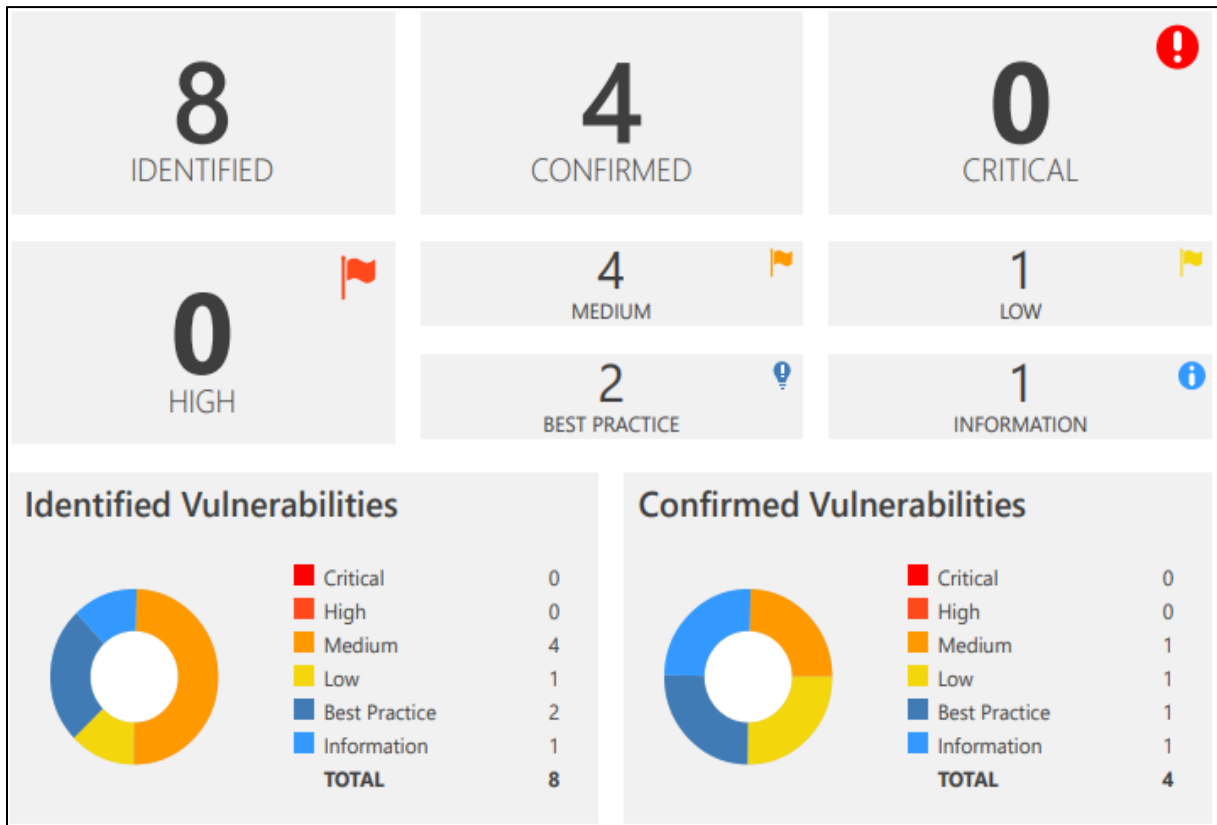 8
IDENTIFIED
4
CONFIRMED
0
CRITICAL
0
HIGH
4
MEDIUM
1
LOW
2
BEST PRACTICE
1
INFORMATION
Identified Vulnerabilities
Critical 0
High 0
Medium 4
Low 1
Best Practice 2
Information 1
TOTAL 8
Confirmed Vulnerabilities
Critical 0
High 0
Medium 1
Low 1
Best Practice 1
Information 1
TOTAL 4